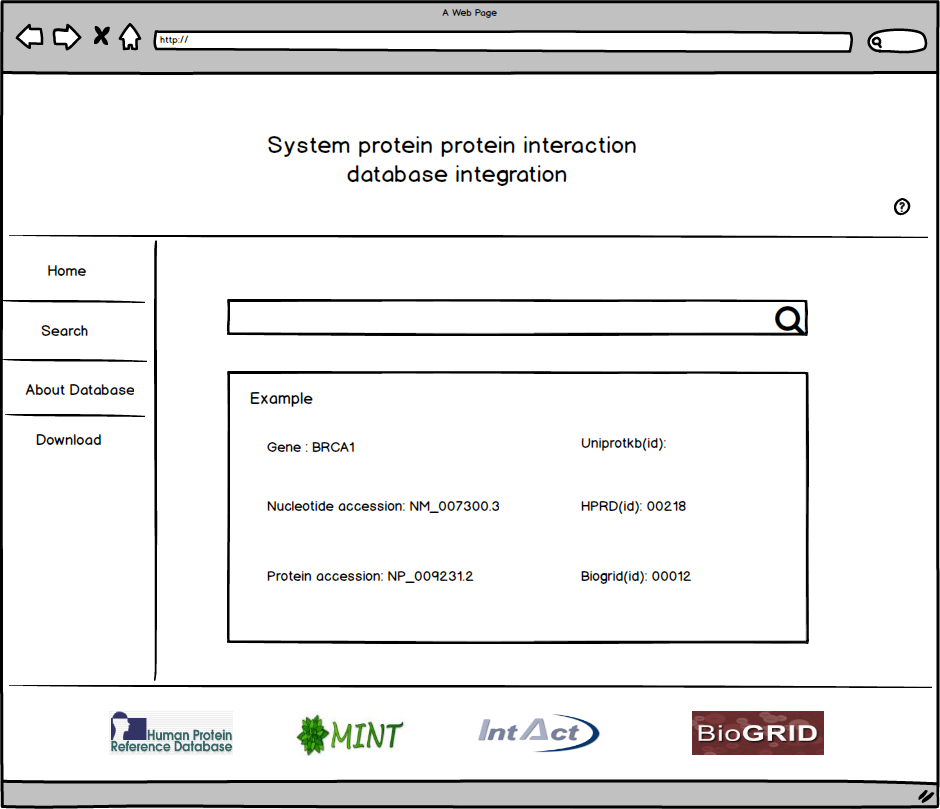 A Web Page
http://
System protein protein interaction
database integration
?
Home
Search
About Database
Download
Example
Gene : BRCA1
Uniprotkb(id):
Nucleotide accession: NM_007300.3
HPRD(id): 00218
Protein accession: NP_009231.2
Biogrid(id): 00012
Human Protein
Reference Database
MINT
IntAct
BioGRID